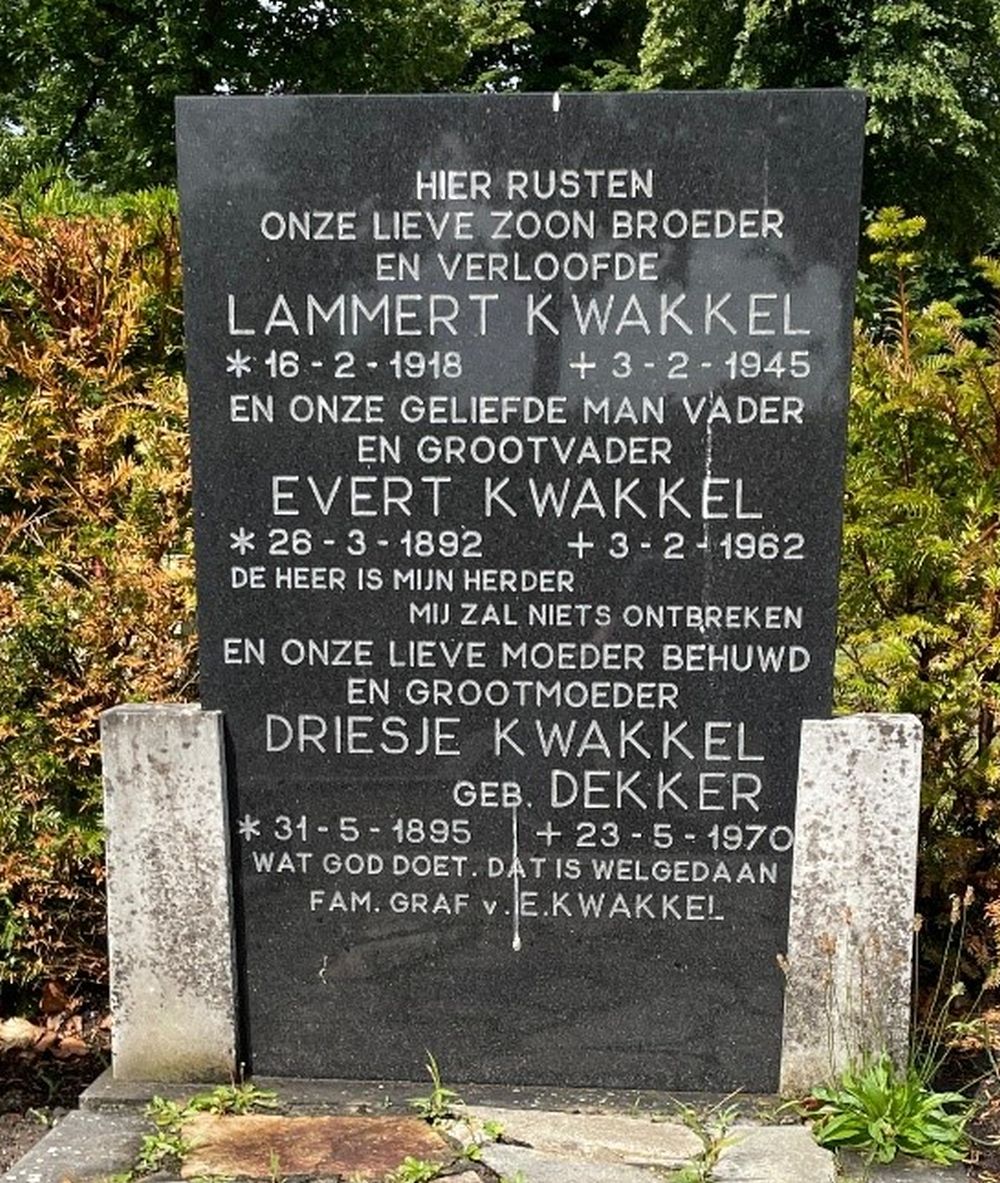 HIER RUSTEN
ONZE LIEVE ZOON BROEDER
EN VERLOOFDE
LAMMERT KWAKKEL
* 16 - 2 - 1918 + 3 - 2 - 1945
EN ONZE GELIEFDE MAN VADER
EN GROOTVADER
EVERT KWAKKEL
* 26 - 3 - 1892 + 3 - 2 - 1962
DE HEER IS MIJN HERDER
MIJ ZAL NIETS ONTBREKEN
EN ONZE LIEVE MOEDER BEHUWD
EN GROOTMOEDER
DRIESJE KWAKKEL
GEB. DEKKER
* 31 - 5 - 1895 + 23 - 5 - 1970
WAT GOD DOET. DAT IS WELGEDAAN
FAM. GRAF v. E. KWAKKEL